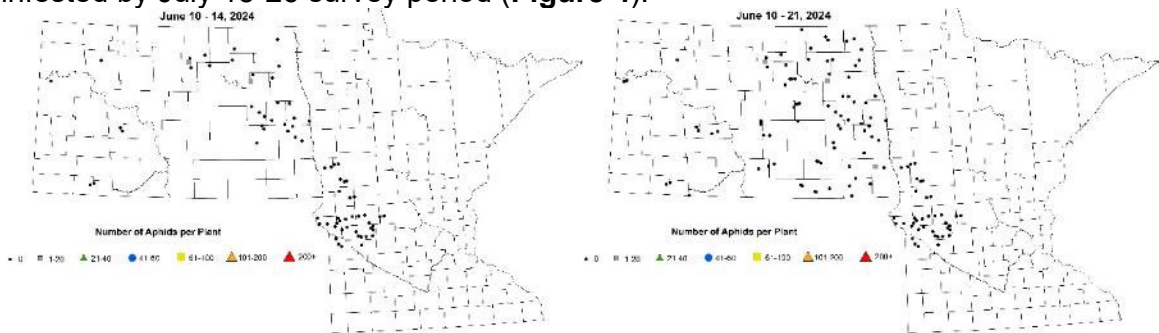 infested by July 15-26 survey period (Figure 4).
June 10 - 14, 2024
Number of Aphids per Plant
0 1-20 21-40 41-60 61-100 101-200 200+
June 10 - 21, 2024
Number of Aphids per Plant
0 1-20 21-40 41-60 61-100 101-200 200+